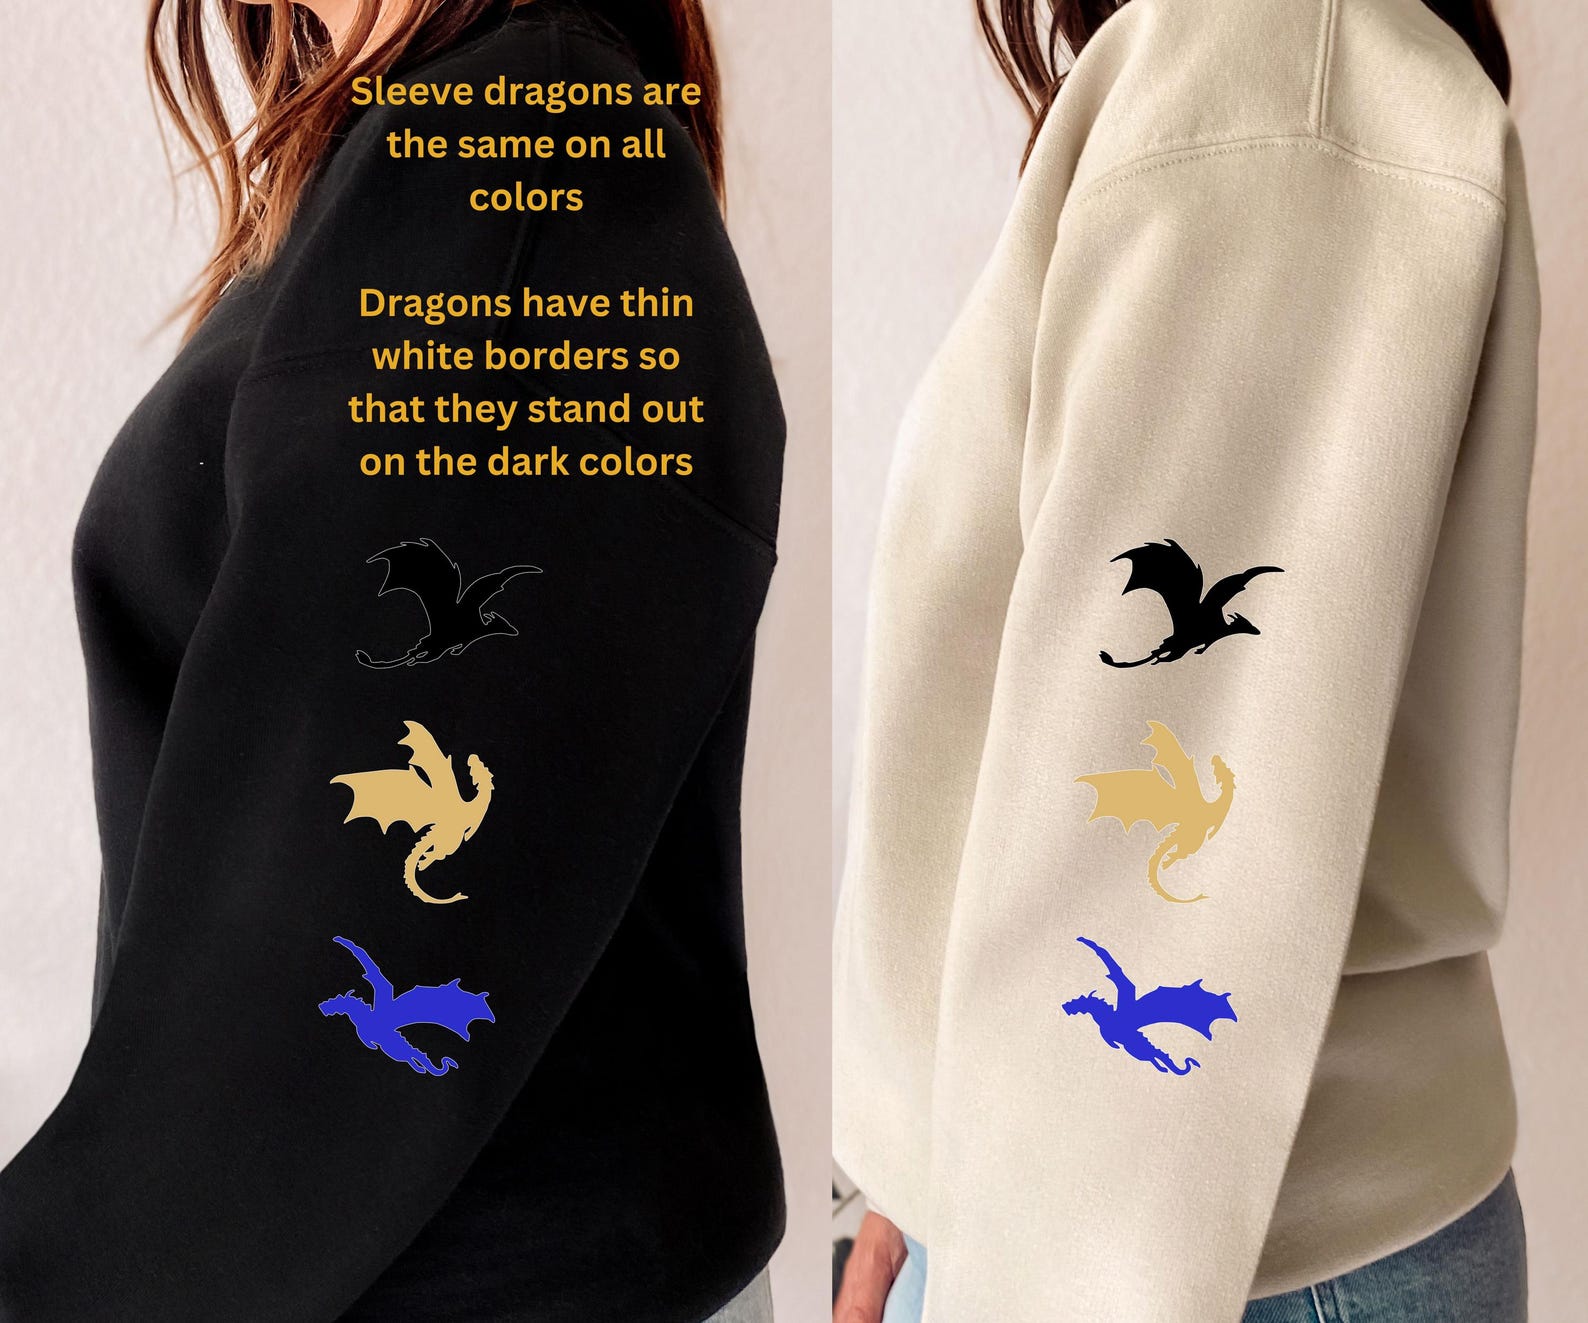 Sleeve dragons are
the same on all
colors
Dragons have thin
white borders so
that they stand out
on the dark colors